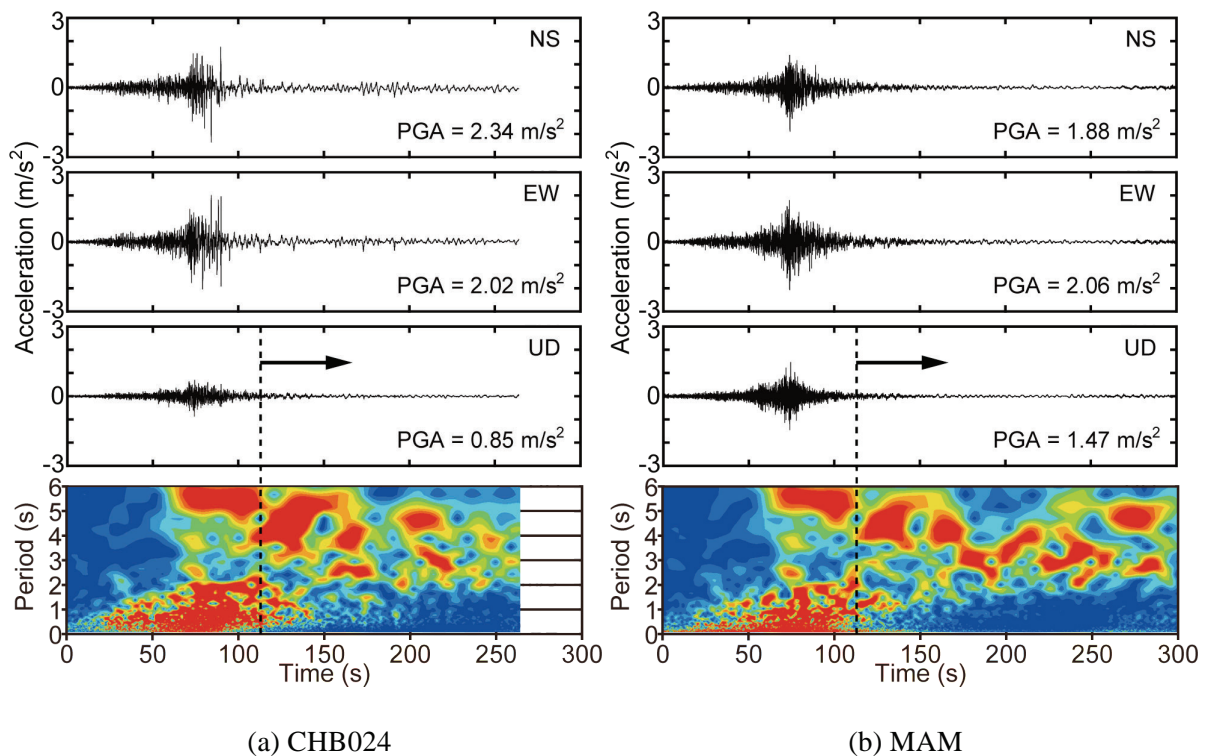 3
0
-3
NS
PGA = 2.34 m/s²
3
0
-3
EW
PGA = 2.02 m/s²
3
0
-3
UD
PGA = 0.85 m/s²
Acceleration (m/s²)
6
5
4
3
2
1
0
Period (s)
0 50 100 150 200 250 300
Time (s)
(a) CHB024
3
0
-3
NS
PGA = 1.88 m/s²
3
0
-3
EW
PGA = 2.06 m/s²
3
0
-3
UD
PGA = 1.47 m/s²
Acceleration (m/s²)
6
5
4
3
2
1
0
Period (s)
0 50 100 150 200 250 300
Time (s)
(b) MAM